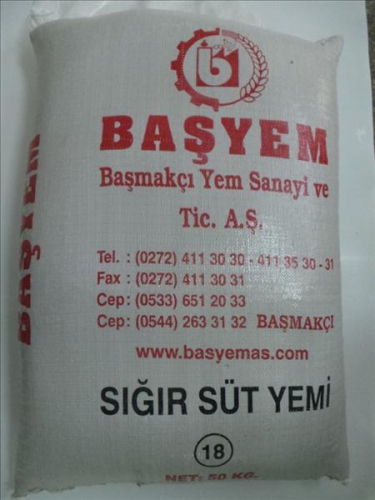 b
BAŞYEM
Başmakçı Yem Sanayi ve
Tic. A.Ş.
Tel. : (0272) 411 30 30 - 411 35 30 - 31
Fax : (0272) 411 30 31
Cep: (0533) 651 20 33
Cep: (0544) 263 31 32 BAŞMAKÇI
www.basyemas.com
SIĞIR SÜT YEMİ
18
NET: 50 KG.
BAŞYEM